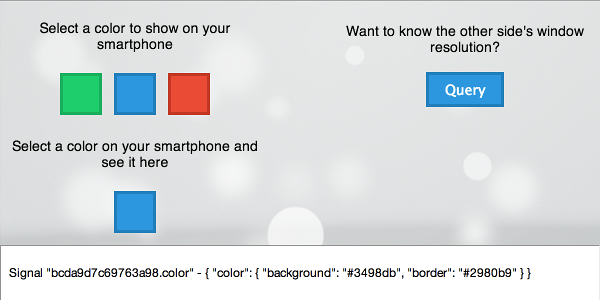 Select a color to show on your
smartphone
Want to know the other side's window
resolution?
Query
Select a color on your smartphone and
see it here
Signal "bcda9d7c69763a98.color" - { "color": { "background": "#3498db", "border": "#2980b9" } }